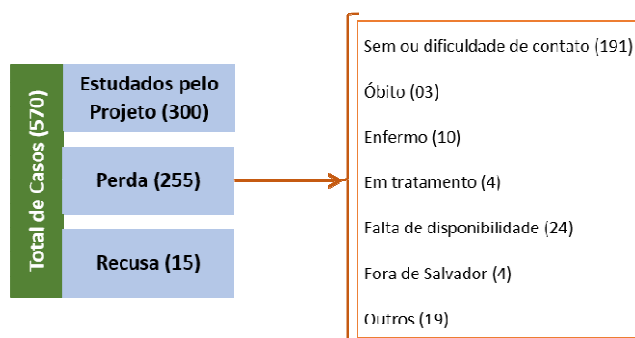 Total de Casos (570)
Estudados pelo
Projeto (300)
Perda (255)
Recusa (15)
Sem ou dificuldade de contato (191)
Óbito (03)
Enfermo (10)
Em tratamento (4)
Falta de disponibilidade (24)
Fora de Salvador (4)
Outros (19)